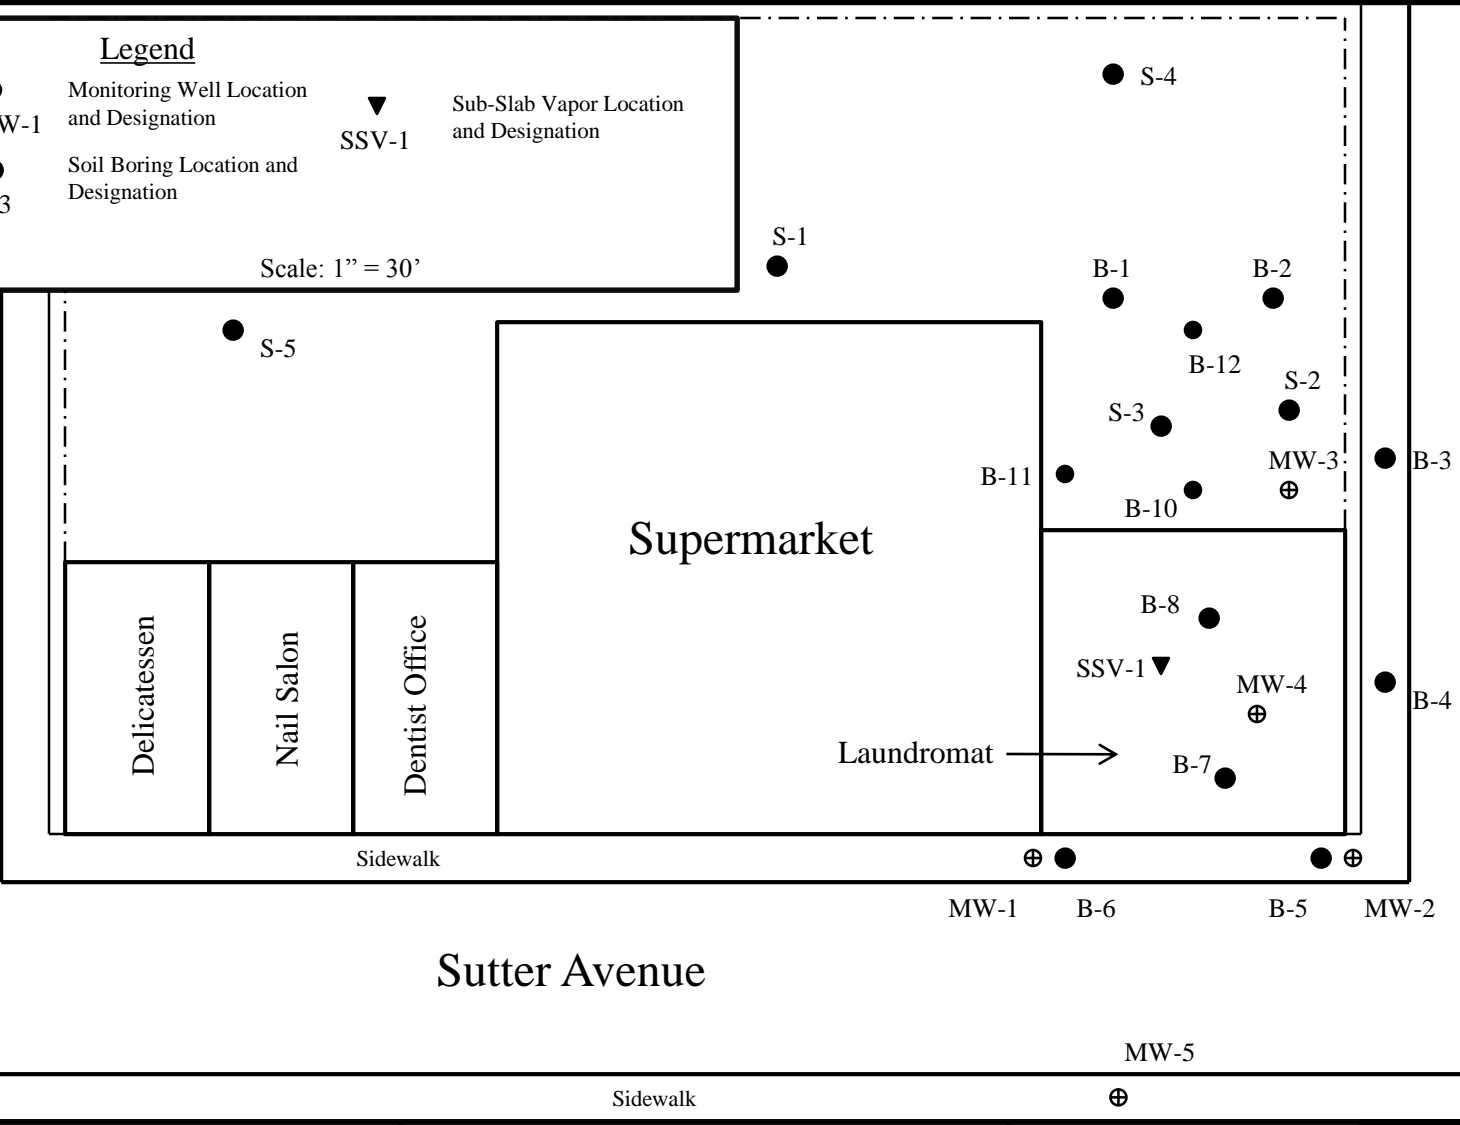 Legend
Monitoring Well Location
and Designation
W-1
Soil Boring Location and
Designation
3
SSV-1
Sub-Slab Vapor Location
and Designation
Scale: 1” = 30’
S-4
S-1
B-1
B-2
S-5
B-12
S-2
S-3
MW-3
B-3
B-11
B-10
Supermarket
B-8
SSV-1
MW-4
B-4
Delicatessen
Nail Salon
Dentist Office
Laundromat
B-7
Sidewalk
MW-1
B-6
B-5
MW-2
Sutter Avenue
MW-5
Sidewalk